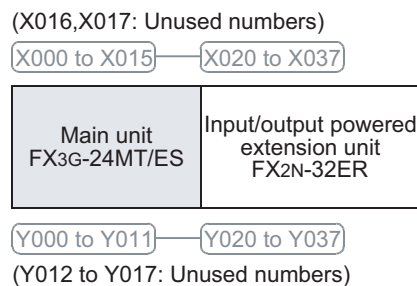 (X016,X017: Unused numbers)
X000 to X015 X020 to X037
Main unit
FX3G-24MT/ES
Input/output powered
extension unit
FX2N-32ER
Y000 to Y011 Y020 to Y037
(Y012 to Y017: Unused numbers)